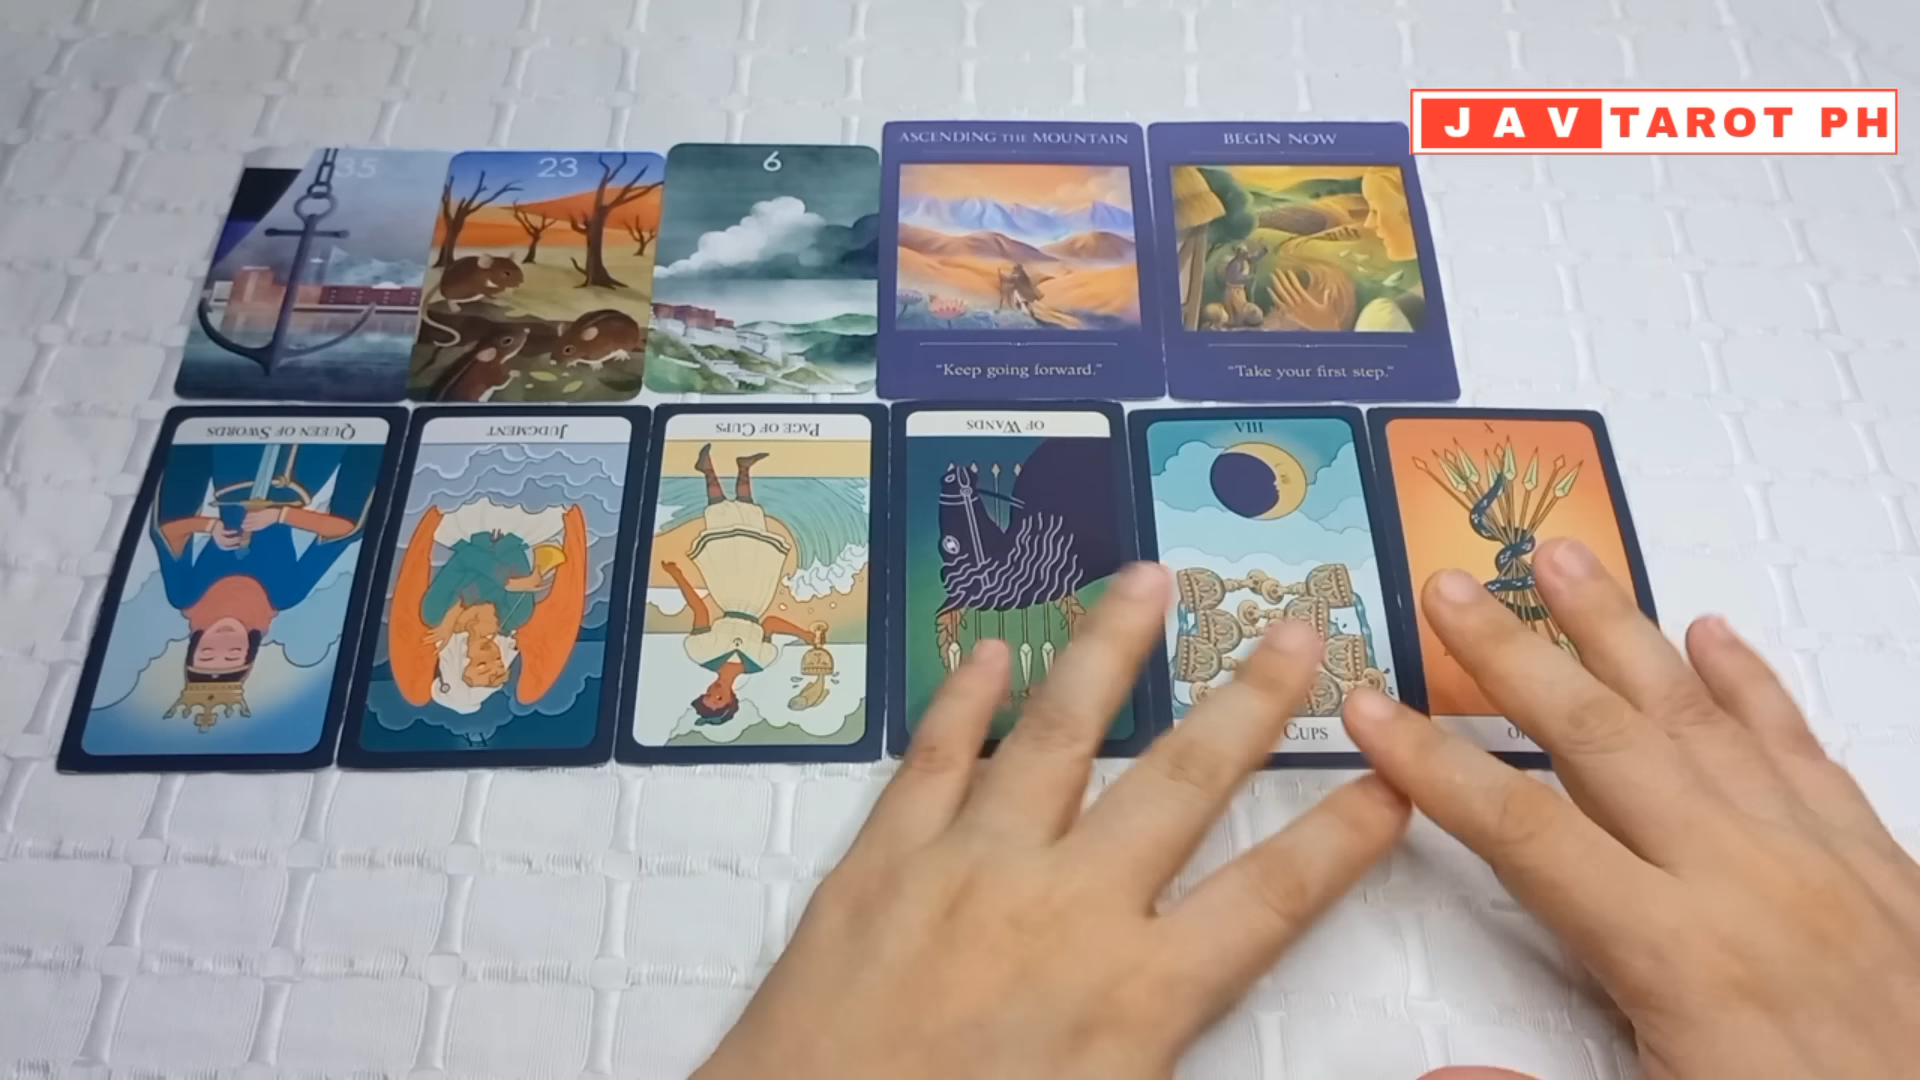 JAV TAROT PH
35
23
6
ASCENDING THE MOUNTAIN
BEGIN NOW
"Keep going forward."
"Take your first step."
QUEEN OF SWORDS
JUDGMENT
PAGE OF CUPS
OF WANDS
VIII
X
CUPS